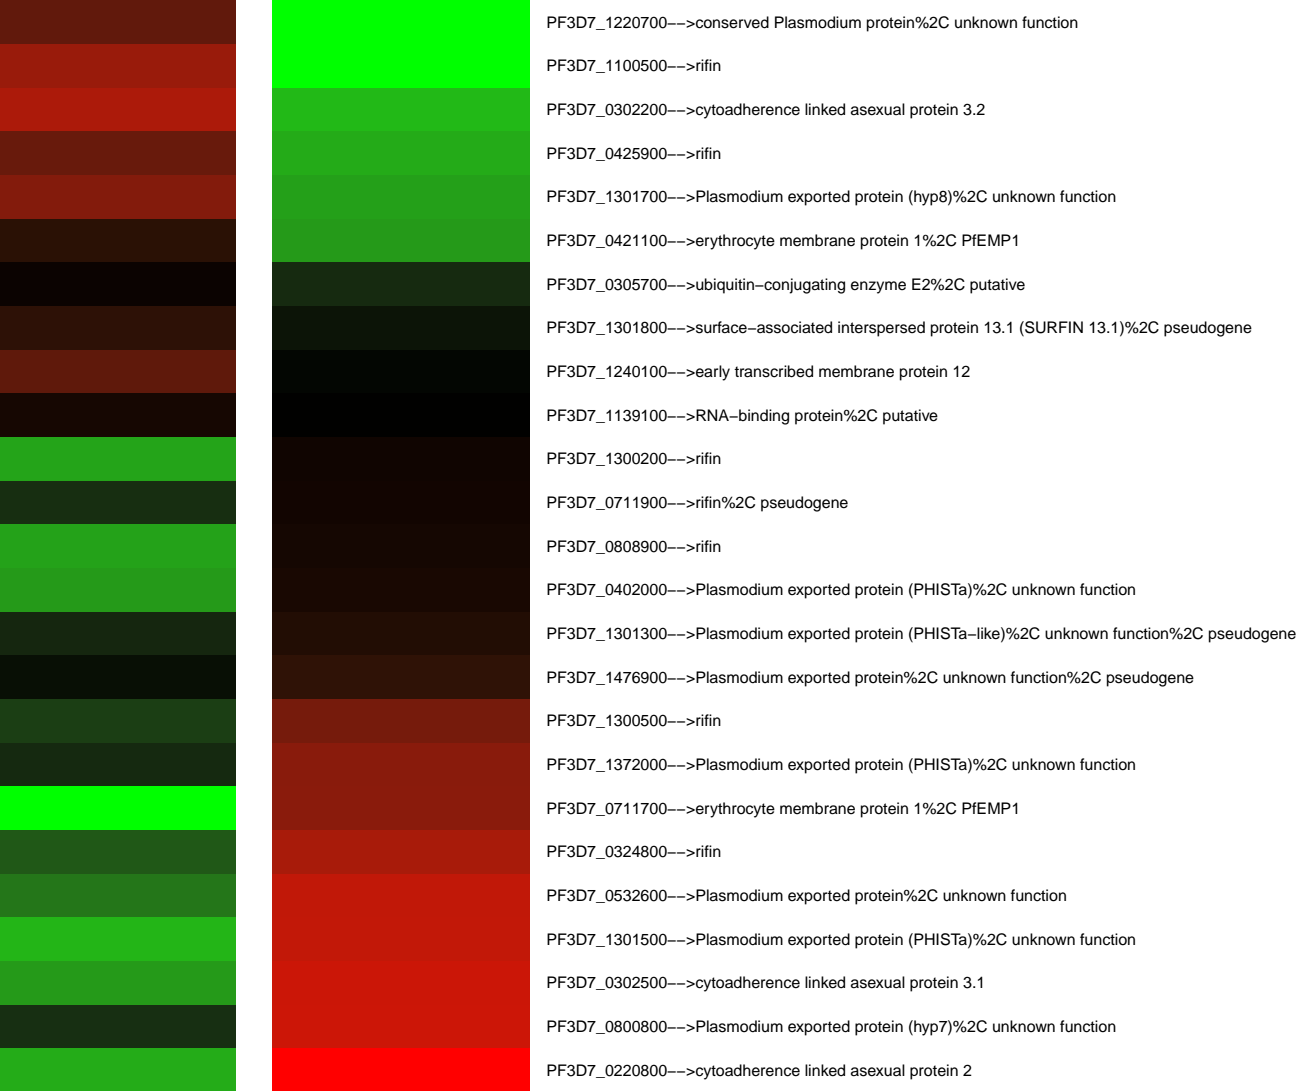 PF3D7_1220700−−>conserved Plasmodium protein%2C unknown function
PF3D7_1100500−−>rifin
PF3D7_0302200−−>cytoadherence linked asexual protein 3.2
PF3D7_0425900−−>rifin
PF3D7_1301700−−>Plasmodium exported protein (hyp8)%2C unknown function
PF3D7_0421100−−>erythrocyte membrane protein 1%2C PfEMP1
PF3D7_0305700−−>ubiquitin−conjugating enzyme E2%2C putative
PF3D7_1301800−−>surface−associated interspersed protein 13.1 (SURFIN 13.1)%2C pseudogene
PF3D7_1240100−−>early transcribed membrane protein 12
PF3D7_1139100−−>RNA−binding protein%2C putative
PF3D7_1300200−−>rifin
PF3D7_0711900−−>rifin%2C pseudogene
PF3D7_0808900−−>rifin
PF3D7_0402000−−>Plasmodium exported protein (PHISTa)%2C unknown function
PF3D7_1301300−−>Plasmodium exported protein (PHISTa−like)%2C unknown function%2C pseudogene
PF3D7_1476900−−>Plasmodium exported protein%2C unknown function%2C pseudogene
PF3D7_1300500−−>rifin
PF3D7_1372000−−>Plasmodium exported protein (PHISTa)%2C unknown function
PF3D7_0711700−−>erythrocyte membrane protein 1%2C PfEMP1
PF3D7_0324800−−>rifin
PF3D7_0532600−−>Plasmodium exported protein%2C unknown function
PF3D7_1301500−−>Plasmodium exported protein (PHISTa)%2C unknown function
PF3D7_0302500−−>cytoadherence linked asexual protein 3.1
PF3D7_0800800−−>Plasmodium exported protein (hyp7)%2C unknown function
PF3D7_0220800−−>cytoadherence linked asexual protein 2